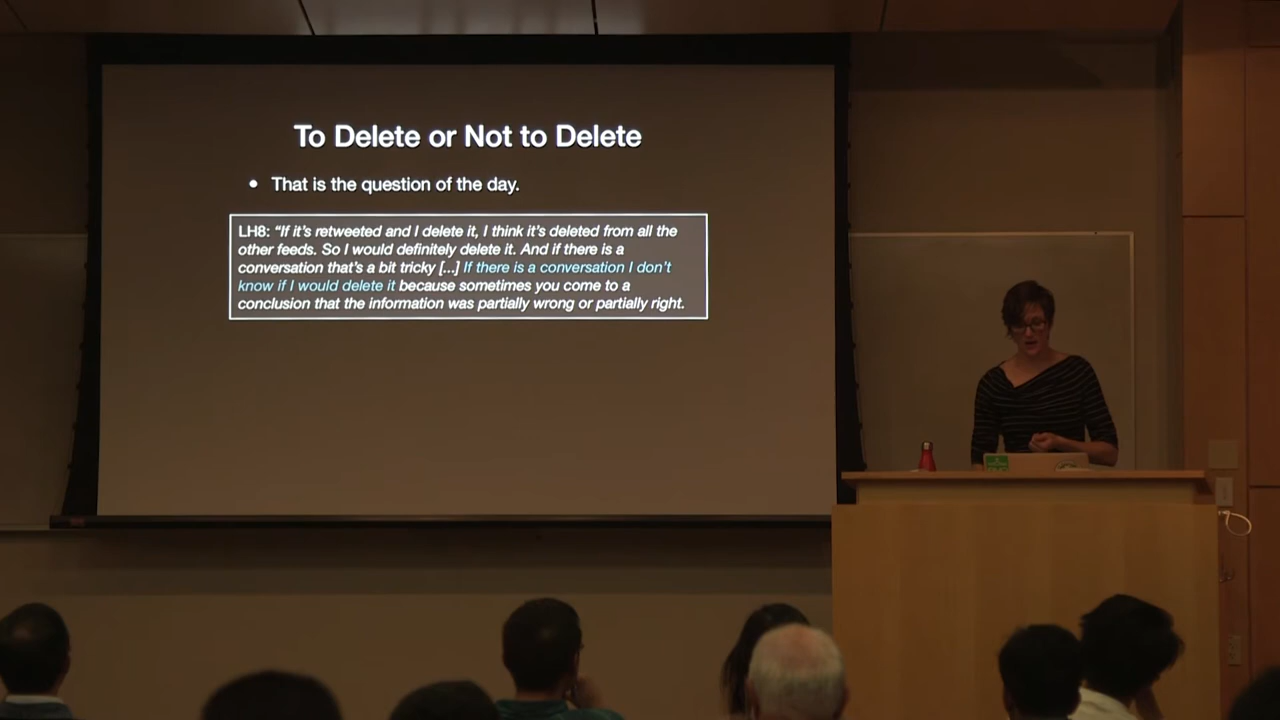 To Delete or Not to Delete
• That is the question of the day.
LH8: “If it’s retweeted and I delete it, I think it’s deleted from all the
other feeds. So I would definitely delete it. And if there is a
conversation that’s a bit tricky [...] If there is a conversation I don’t
know if I would delete it because sometimes you come to a
conclusion that the information was partially wrong or partially right.